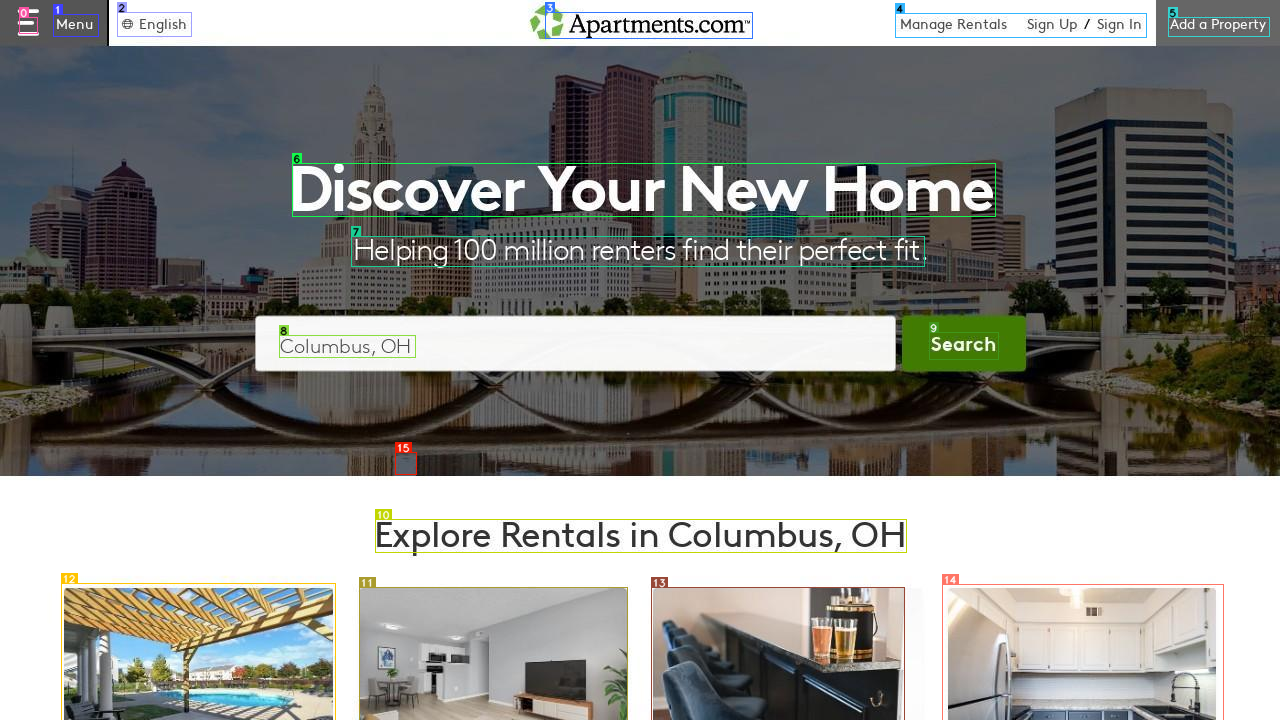 0
1
Menu
2
English
3
Apartments.com™
4
Manage Rentals
Sign Up / Sign In
5
Add a Property
6
Discover Your New Home
7
Helping 100 million renters find their perfect fit.
8
Columbus, OH
9
Search
15
10
Explore Rentals in Columbus, OH
12
11
13
14